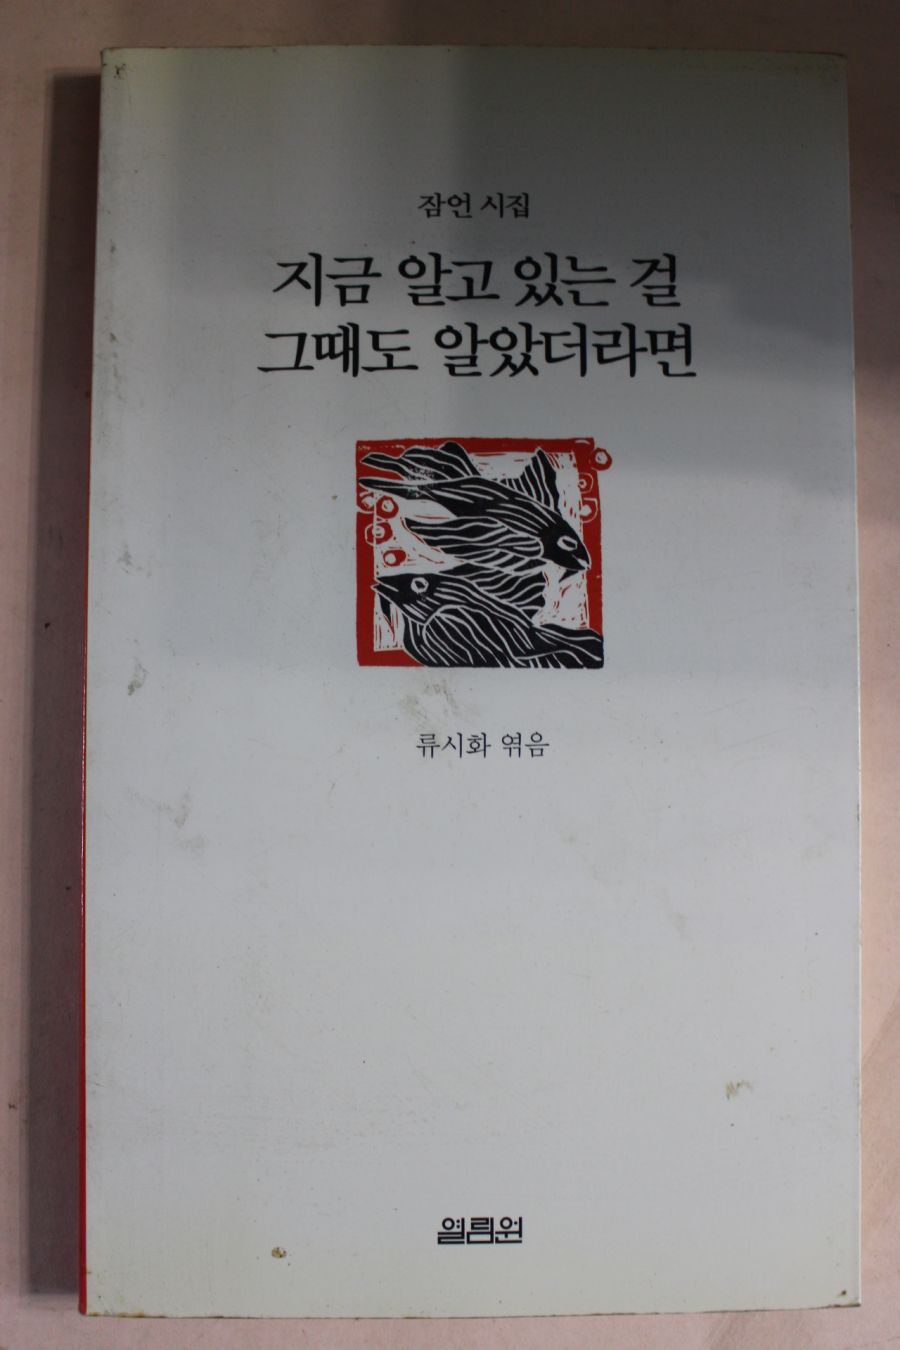 잠언 시집
지금 알고 있는 걸
그때도 알았더라면
류시화 엮음
열림원